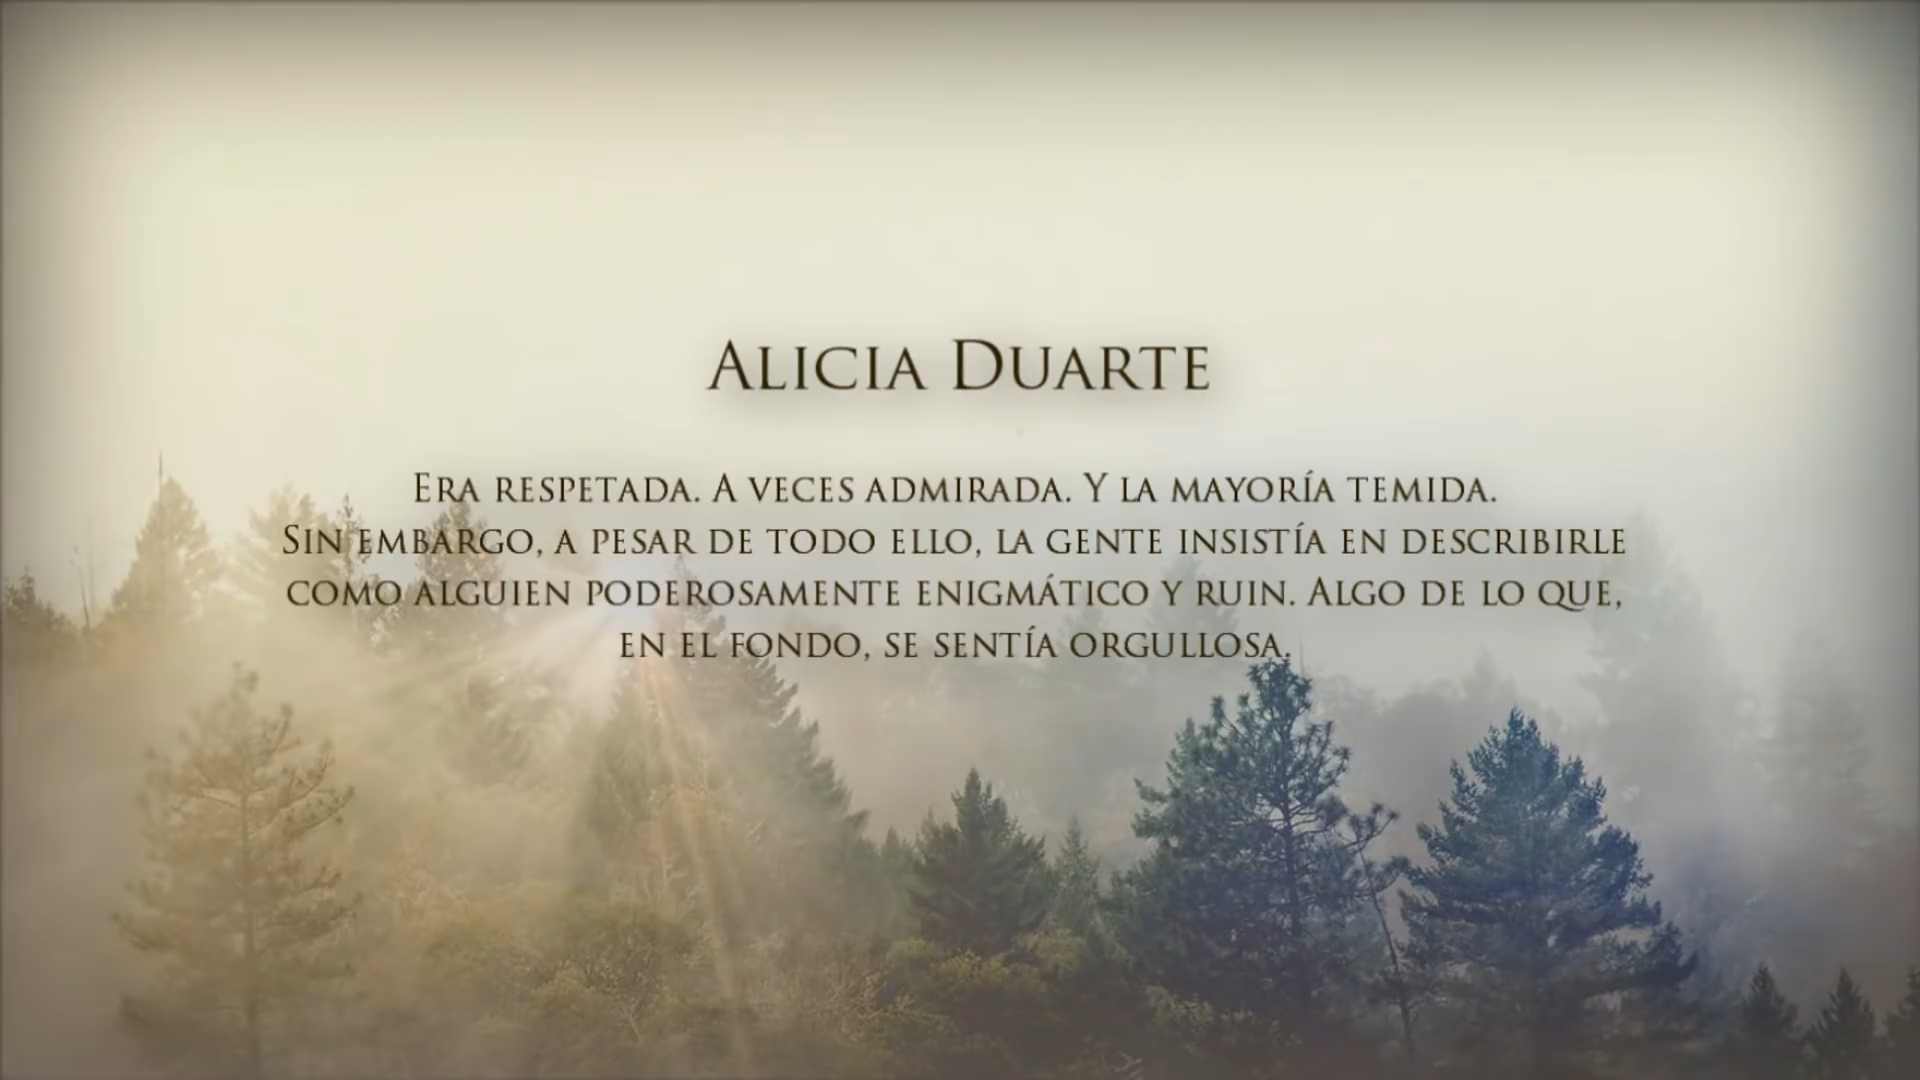 Alicia Duarte
Era respetada. A veces admirada. Y la mayoría temida.
Sin embargo, a pesar de todo ello, la gente insistía en describirle
como alguien poderosamente enigmático y ruin. Algo de lo que,
en el fondo, se sentía orgullosa.